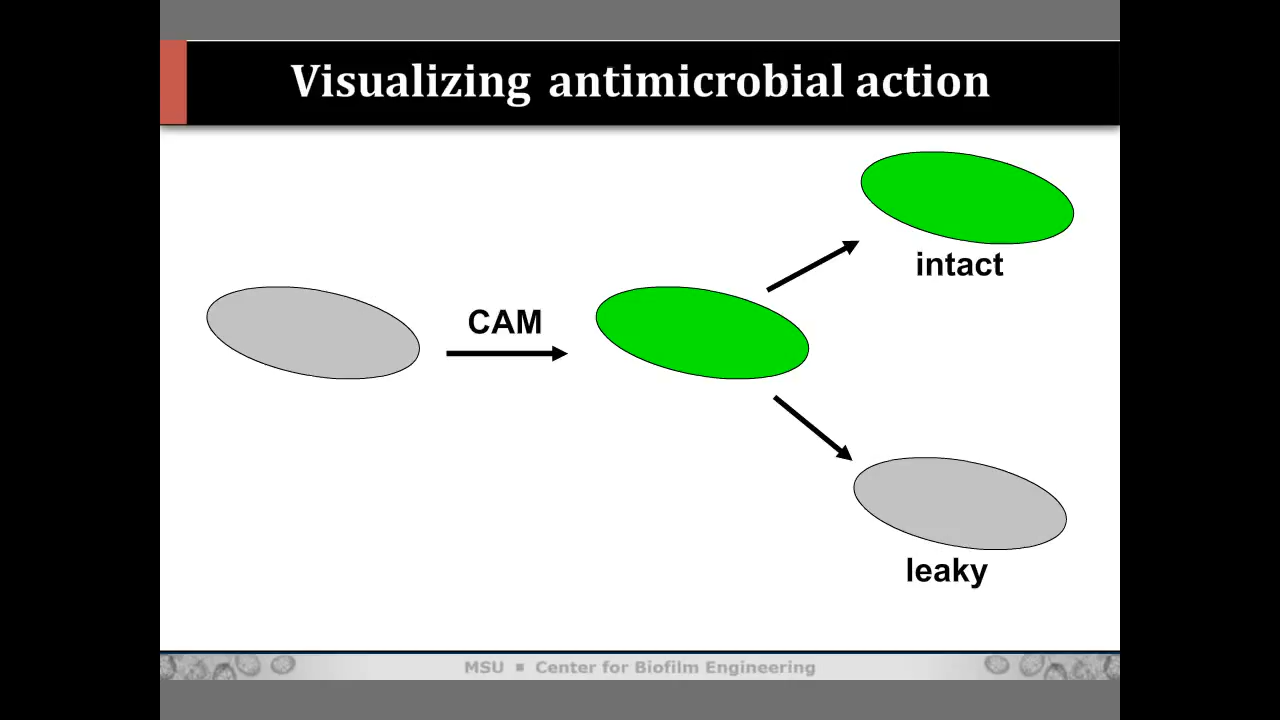 Visualizing antimicrobial action
intact
CAM
leaky
MSU ▪ Center for Biofilm Engineering